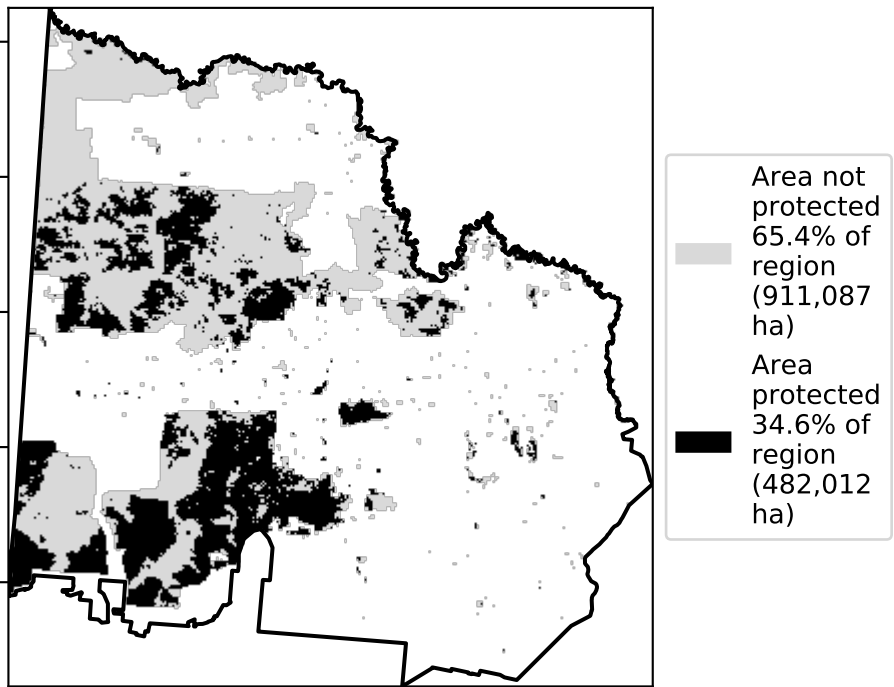 Area not
protected
65.4% of
region
(911,087
ha)
Area
protected
34.6% of
region
(482,012
ha)